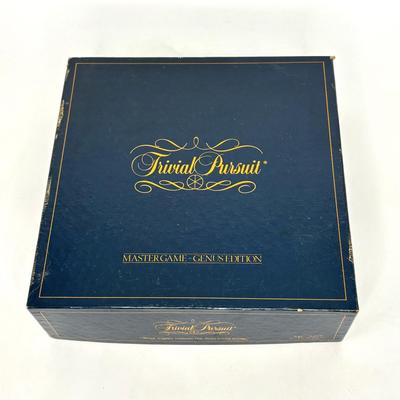 Trivial Pursuit
MASTER GAME - GENUS EDITION
Trivial Pursuit